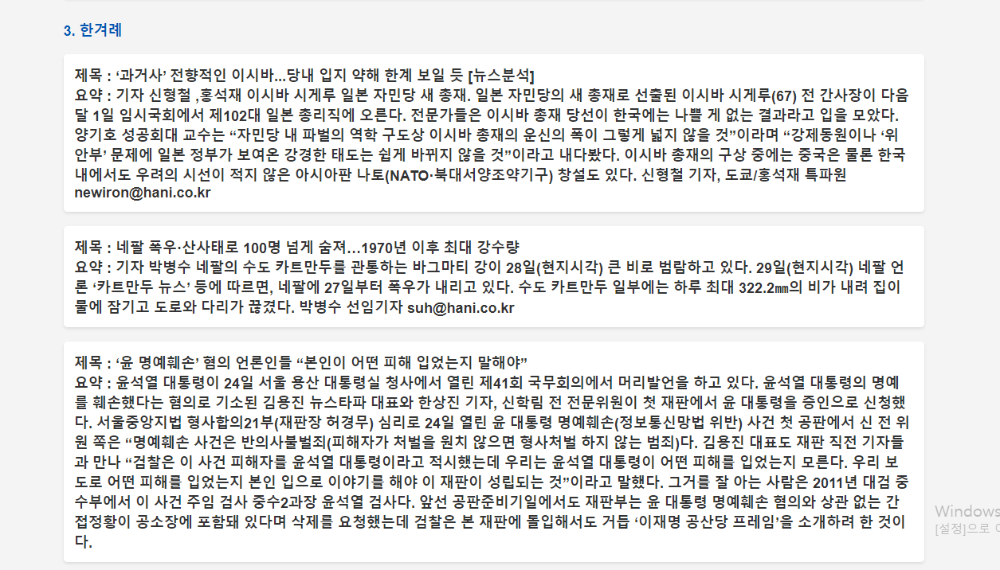 3. 한겨례
제목 : ‘과거사’ 전향적인 이시바...당내 입지 약해 한계 보일 듯 [뉴스분석]
요약 : 기자 신형철 ,홍석재 이시바 시게루 일본 자민당 새 총재. 일본 자민당의 새 총재로 선출된 이시바 시게루(67) 전 간사장이 다음
달 1일 임시국회에서 제102대 일본 총리직에 오른다. 전문가들은 이시바 총재 당선이 한국에는 나쁠 게 없는 결과라고 입을 모았다.
양기호 성공회대 교수는 “자민당 내 파벌의 역학 구도상 이시바 총재의 운신의 폭이 그렇게 넓지 않을 것”이라며 “강제동원이나 ‘위
안부’ 문제에 일본 정부가 보여온 강경한 태도는 쉽게 바뀌지 않을 것”이라고 내다봤다. 이시바 총재의 구상 중에는 중국은 물론 한국
내에서도 우려의 시선이 적지 않은 아시아판 나토(NATO·북대서양조약기구) 창설도 있다. 신형철 기자, 도쿄/홍석재 특파원
newiron@hani.co.kr
제목 : 네팔 폭우·산사태로 100명 넘게 숨져…1970년 이후 최대 강수량
요약 : 기자 박병수 네팔의 수도 카트만두를 관통하는 바그마티 강이 28일(현지시각) 큰 비로 범람하고 있다. 29일(현지시각) 네팔 언
론 ‘카트만두 뉴스’ 등에 따르면, 네팔에 27일부터 폭우가 내리고 있다. 수도 카트만두 일부에는 하루 최대 322.2㎜의 비가 내려 집이
물에 잠기고 도로와 다리가 끊겼다. 박병수 선임기자 suh@hani.co.kr
제목 : ‘윤 명예훼손’ 혐의 언론인들 “본인이 어떤 피해 입었는지 말해야”
요약 : 윤석열 대통령이 24일 서울 용산 대통령실 청사에서 열린 제41회 국무회의에서 머리발언을 하고 있다. 윤석열 대통령의 명예
를 훼손했다는 혐의로 기소된 김용진 뉴스타파 대표와 한상진 기자, 신학림 전 전문위원이 첫 재판에서 윤 대통령을 증인으로 신청했
다. 서울중앙지법 형사합의21부(재판장 허경무) 심리로 24일 열린 윤 대통령 명예훼손(정보통신망법 위반) 사건 첫 공판에서 신 전 위
원 쪽은 “명예훼손 사건은 반의사불벌죄(피해자가 처벌을 원치 않으면 형사처벌 하지 않는 범죄)다. 김용진 대표도 재판 직전 기자들
과 만나 “검찰은 이 사건 피해자를 윤석열 대통령이라고 적시했는데 우리는 윤석열 대통령이 어떤 피해를 입었는지 모른다. 우리 보
도로 어떤 피해를 입었는지 본인 입으로 이야기를 해야 이 재판이 성립되는 것”이라고 말했다. 그거를 잘 아는 사람은 2011년 대검 중
수부에서 이 사건 주임 검사 중수2과장 윤석열 검사다. 앞선 공판준비기일에서도 재판부는 윤 대통령 명예훼손 혐의와 상관 없는 간
접정황이 공소장에 포함돼 있다며 삭제를 요청했는데 검찰은 본 재판에 돌입해서도 거듭 ‘이재명 공산당 프레임’을 소개하려 한 것이
다.
Windows
[설정]으로 이